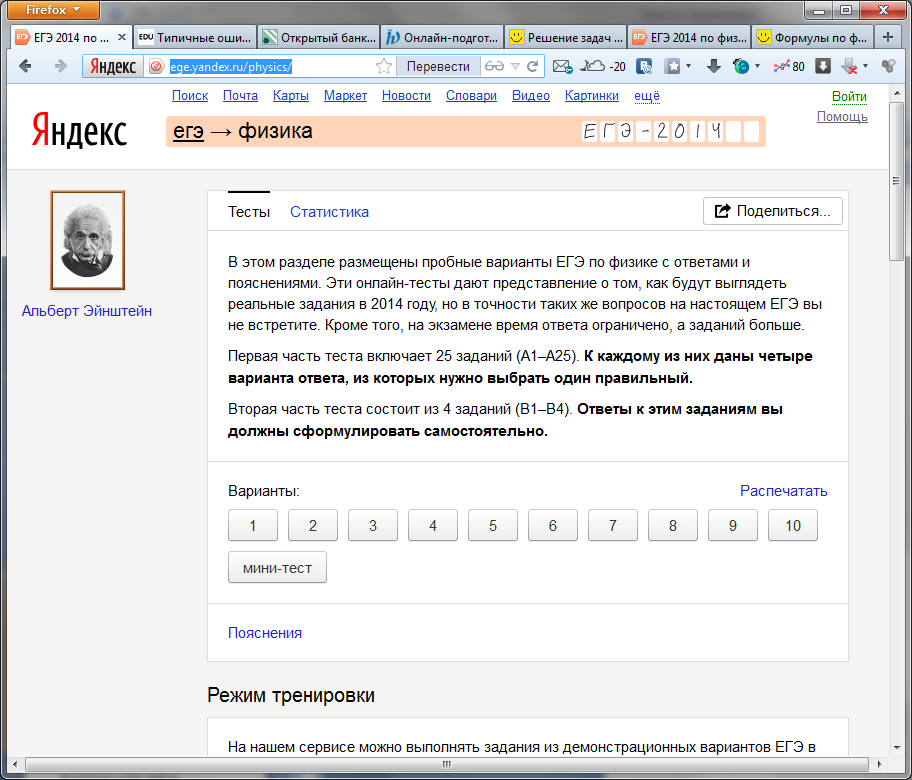 Firefox
ЕГЭ 2014 по ...
EDU Типичные оши...
Открытый банк...
Онлайн-подгот...
Решение задач ...
ЕГЭ 2014 по физ...
Формулы по ф...
Яндекс
ege.yandex.ru/physics/
Перевести
-20
80
Поиск Почта Карты Маркет Новости Словари Видео Картинки ещё
Войти
Помощь
Яндекс
егэ → физика
ЕГЭ-2014
Альберт Эйнштейн
Тесты Статистика
Поделиться...
В этом разделе размещены пробные варианты ЕГЭ по физике с ответами и
пояснениями. Эти онлайн-тесты дают представление о том, как будут выглядеть
реальные задания в 2014 году, но в точности таких же вопросов на настоящем ЕГЭ вы
не встретите. Кроме того, на экзамене время ответа ограничено, а заданий больше.
Первая часть теста включает 25 заданий (А1–А25). К каждому из них даны четыре
варианта ответа, из которых нужно выбрать один правильный.
Вторая часть теста состоит из 4 заданий (В1–В4). Ответы к этим заданиям вы
должны сформулировать самостоятельно.
Варианты:
Распечатать
1 2 3 4 5 6 7 8 9 10
мини-тест
Пояснения
Режим тренировки
На нашем сервисе можно выполнять задания из демонстрационных вариантов ЕГЭ в